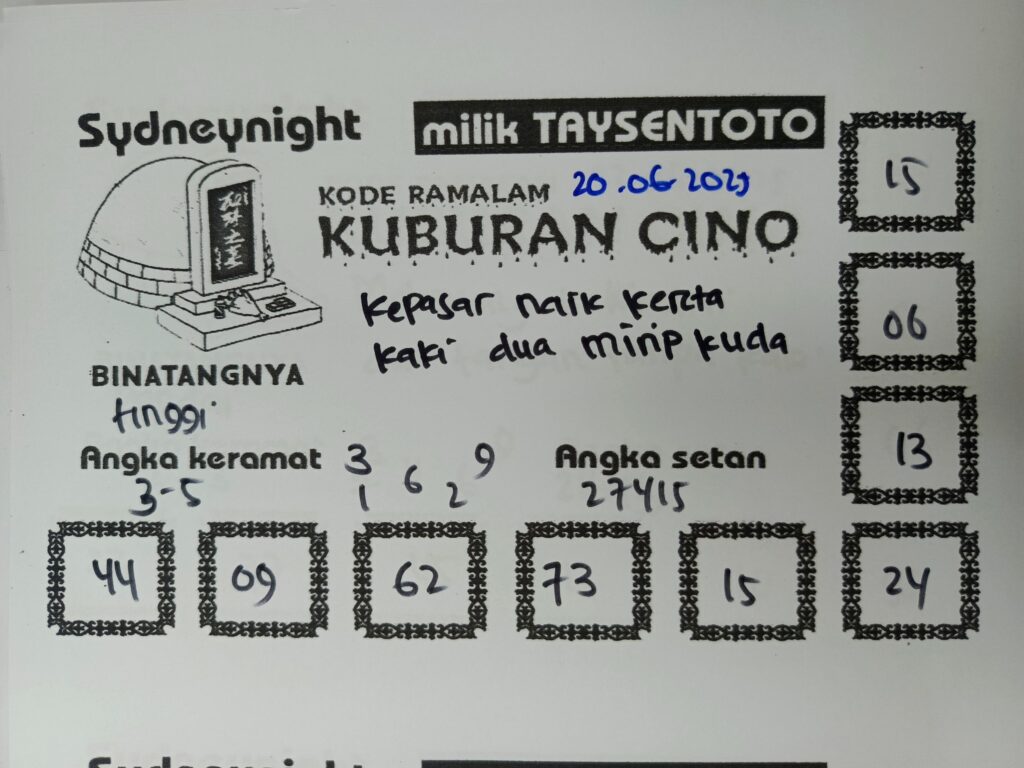 Sydneynight
milik TAYSENTOTO
KODE RAMALAM 20.06 202
KUBURAN CINO
kepasar naik kereta
kaki dua mirip kuda
BINATANGNYA
tinggi
Angka keramat
3-5
3 9
1 6 2
Angka setan
27415
15
06
13
44 09 62 73 15 24
Sydneynight